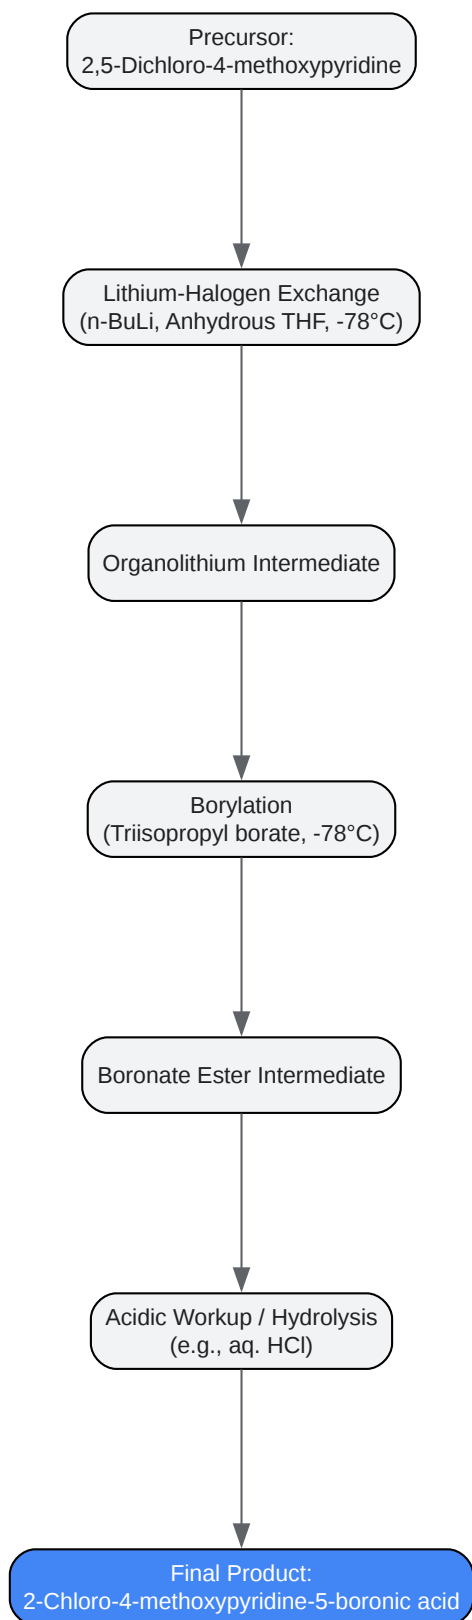 Precursor:
2,5-Dichloro-4-methoxypyridine
Lithium-Halogen Exchange
(n-BuLi, Anhydrous THF, -78°C)
Organolithium Intermediate
Borylation
(Triisopropyl borate, -78°C)
Boronate Ester Intermediate
Acidic Workup / Hydrolysis
(e.g., aq. HCl)
Final Product:
2-Chloro-4-methoxypyridine-5-boronic acid